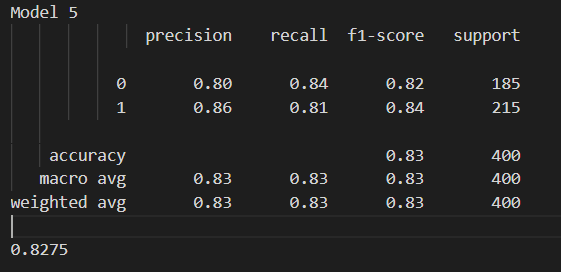 Model 5
precision recall f1-score support
0 0.80 0.84 0.82 185
1 0.86 0.81 0.84 215
accuracy 0.83 400
macro avg 0.83 0.83 0.83 400
weighted avg 0.83 0.83 0.83 400
0.8275